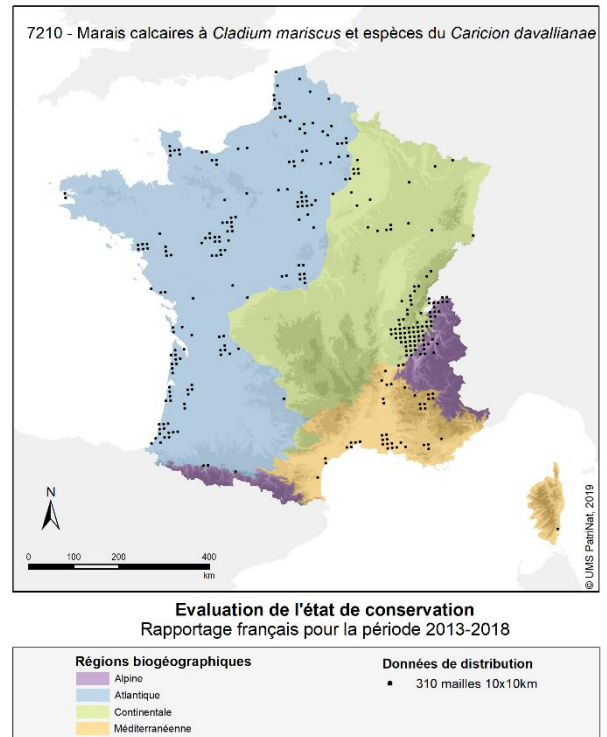 7210 - Marais calcaires à Cladium mariscus et espèces du Caricion davallianae
N
0 100 200 400
km
© UMS PatriNat, 2019
Evaluation de l'état de conservation
Rapportage français pour la période 2013-2018
Régions biogéographiques
Alpine
Atlantique
Continentale
Méditerranéenne
Données de distribution
310 mailles 10x10km